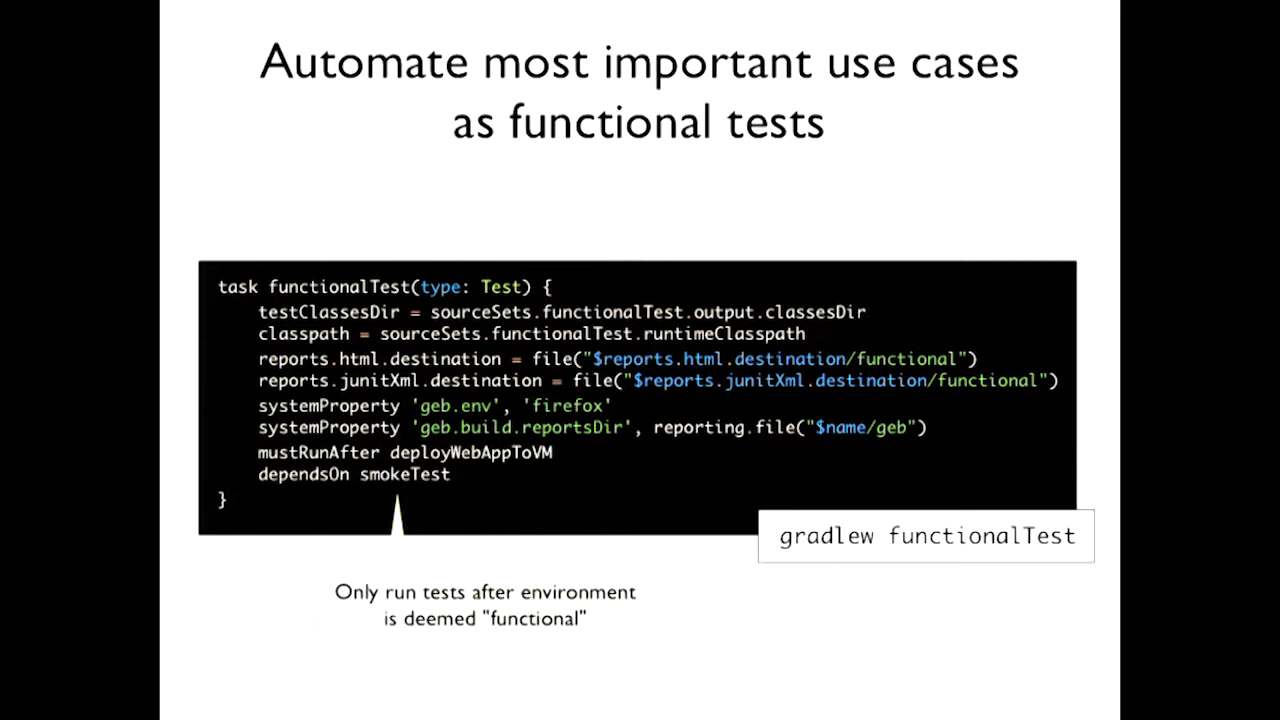 Automate most important use cases
as functional tests
task functionalTest(type: Test) {
testClassesDir = sourceSets.functionalTest.output.classesDir
classpath = sourceSets.functionalTest.runtimeClasspath
reports.html.destination = file("$reports.html.destination/functional")
reports.junitXml.destination = file("$reports.junitXml.destination/functional")
systemProperty 'geb.env', 'firefox'
systemProperty 'geb.build.reportsDir', reporting.file("$name/geb")
mustRunAfter deployWebAppToVM
dependsOn smokeTest
}
gradlew functionalTest
Only run tests after environment
is deemed "functional"